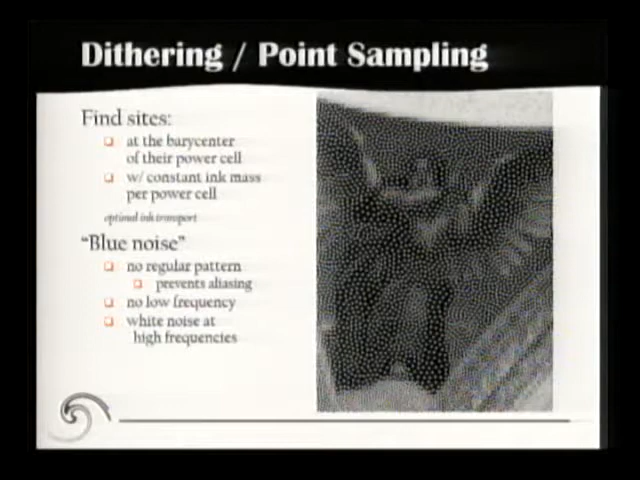 Dithering / Point Sampling
Find sites:
at the barycenter
of their power cell
w/ constant ink mass
per power cell
optimal ink transport
"Blue noise"
no regular pattern
prevents aliasing
no low frequency
white noise at
high frequencies